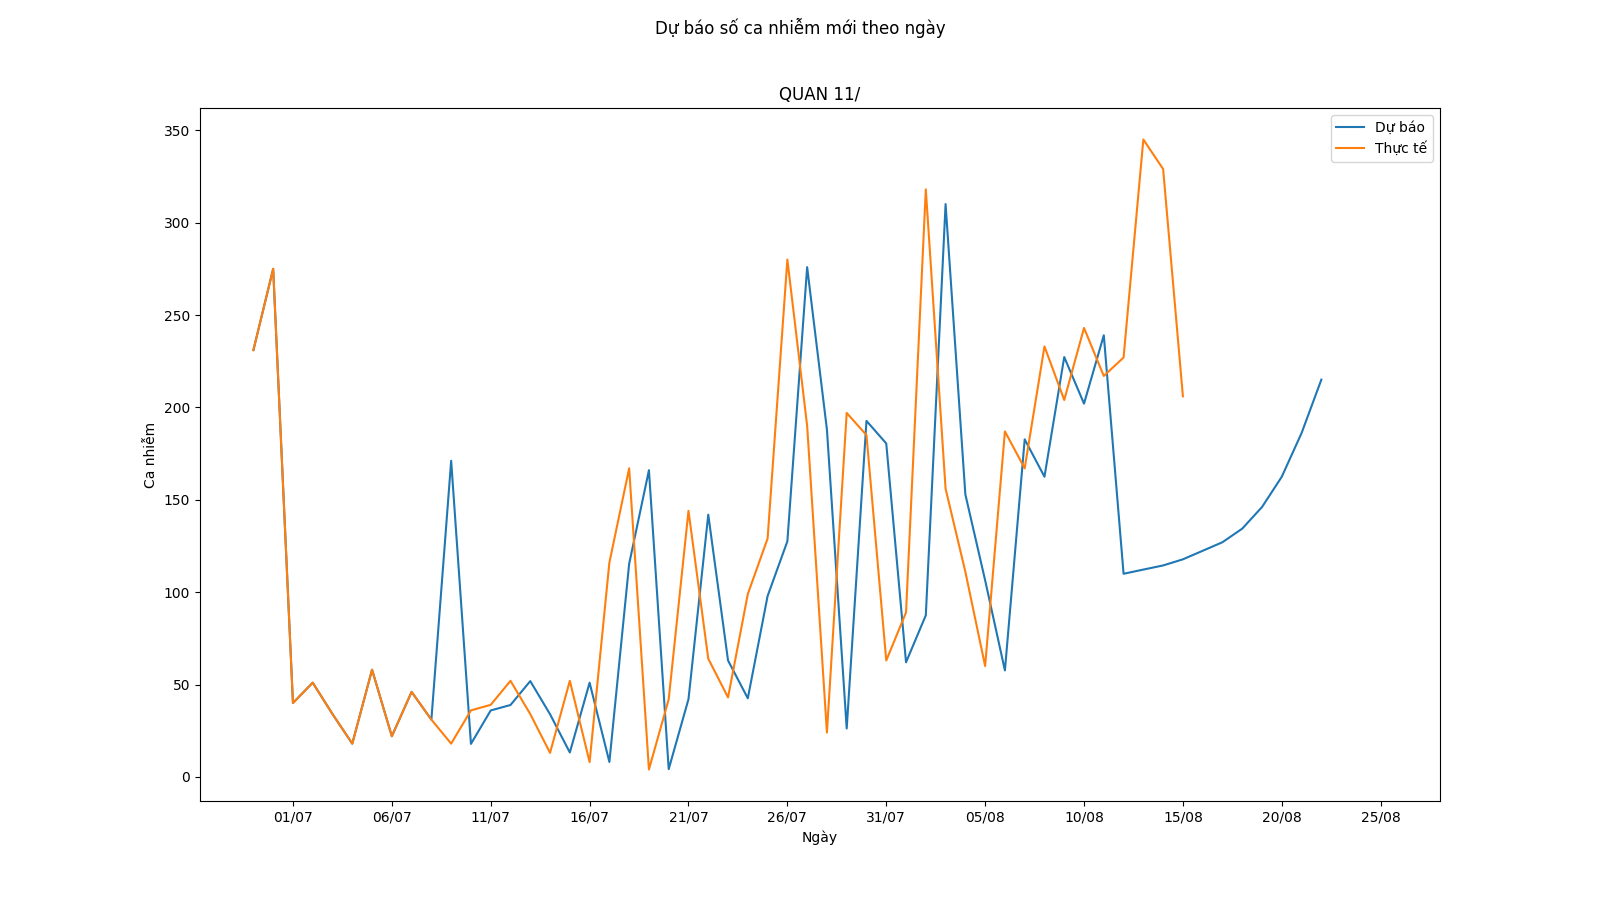 Dự báo số ca nhiễm mới theo ngày
QUAN 11/
Dự báo
Thực tế
350
300
250
200
150
100
50
0
Ca nhiễm
01/07 06/07 11/07 16/07 21/07 26/07 31/07 05/08 10/08 15/08 20/08 25/08
Ngày